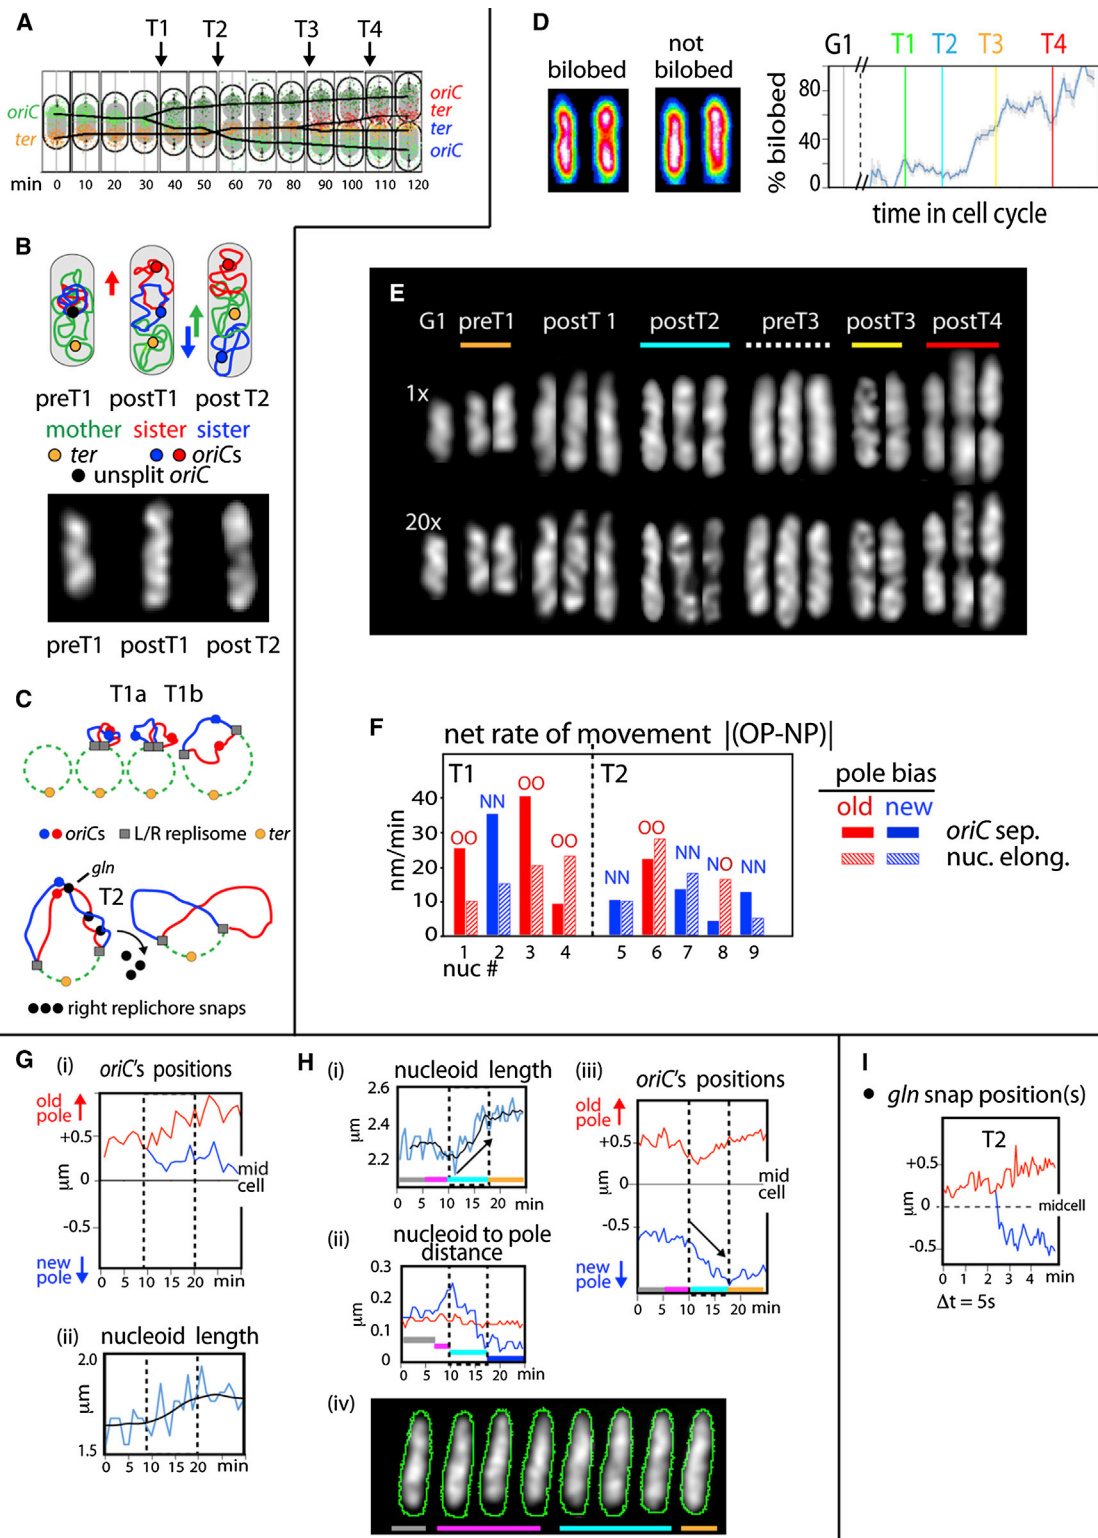 A
T1 T2 T3 T4
oriC
ter
oriC
ter
ter
oriC
min 0 10 20 30 40 50 60 70 80 90 100 110 120
B
preT1 postT1 post T2
mother sister sister
ter oriCs
unsplit oriC
preT1 postT1 post T2
C
T1a T1b
oriCs L/R replisome ter
gln
T2
right replichore snaps
D
bilobed
not bilobed
G1 T1 T2 T3 T4
% bilobed
80
40
0
time in cell cycle
E
G1 preT1 postT 1 postT2 preT3 postT3 postT4
1x
20x
F
net rate of movement |(OP-NP)|
T1 T2
nm/min
40
30
20
10
0
OO NN OO OO NN OO NN NO NN
1 2 3 4 5 6 7 8 9
nuc #
pole bias
old new
oriC sep.
nuc. elong.
G
(i) oriC's positions
old pole
+0.5
0
-0.5
μm
mid cell
new pole
0 5 10 15 20 min
(ii) nucleoid length
2.0
μm
1.5
0 5 10 15 20 min
H
(i) nucleoid length
2.6
2.4
2.2
μm
0 5 10 15 20 min
(ii) nucleoid to pole distance
0.3
0.2
0.1
0
μm
0 5 10 15 20 min
(iii) oriC's positions
old pole
+0.5
0
-0.5
μm
mid cell
new pole
0 5 10 15 20 min
(iv)
I
gln snap position(s)
T2
+0.5
0
-0.5
μm
midcell
0 1 2 3 4 min
Δt = 5s